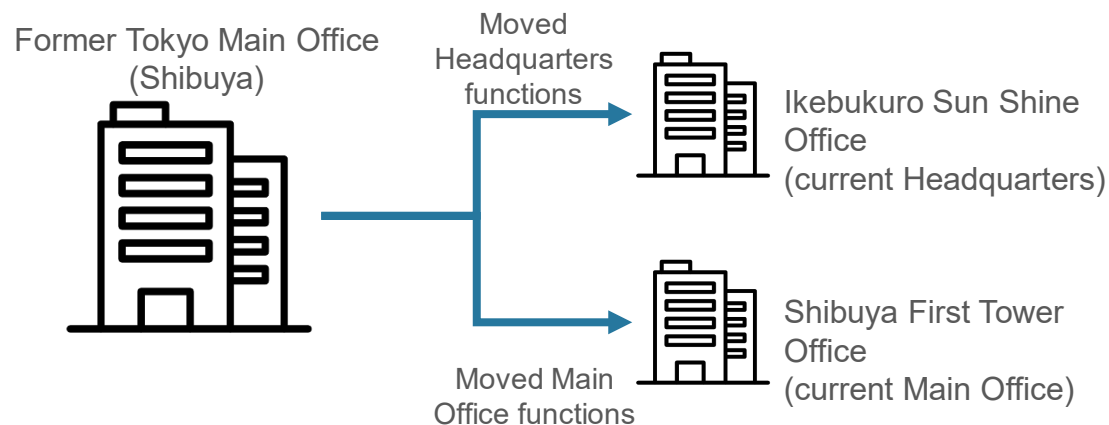 Former Tokyo Main Office
(Shibuya)
Moved
Headquarters
functions
Ikebukuro Sun Shine
Office
(current Headquarters)
Moved Main
Office functions
Shibuya First Tower
Office
(current Main Office)